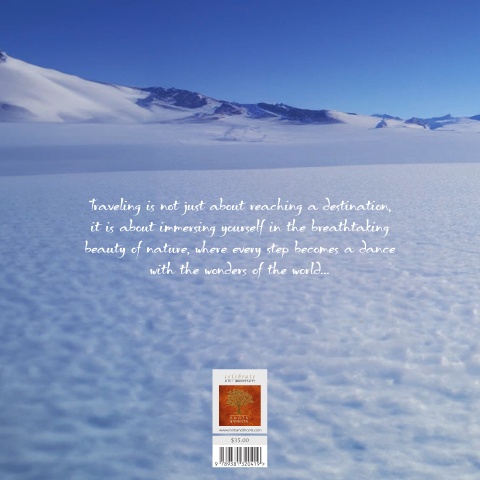 Traveling is not just about reaching a destination,
it is about immersing yourself in the breathtaking
beauty of nature, where every step becomes a dance
with the wonders of the world...
celebrate
$35.00